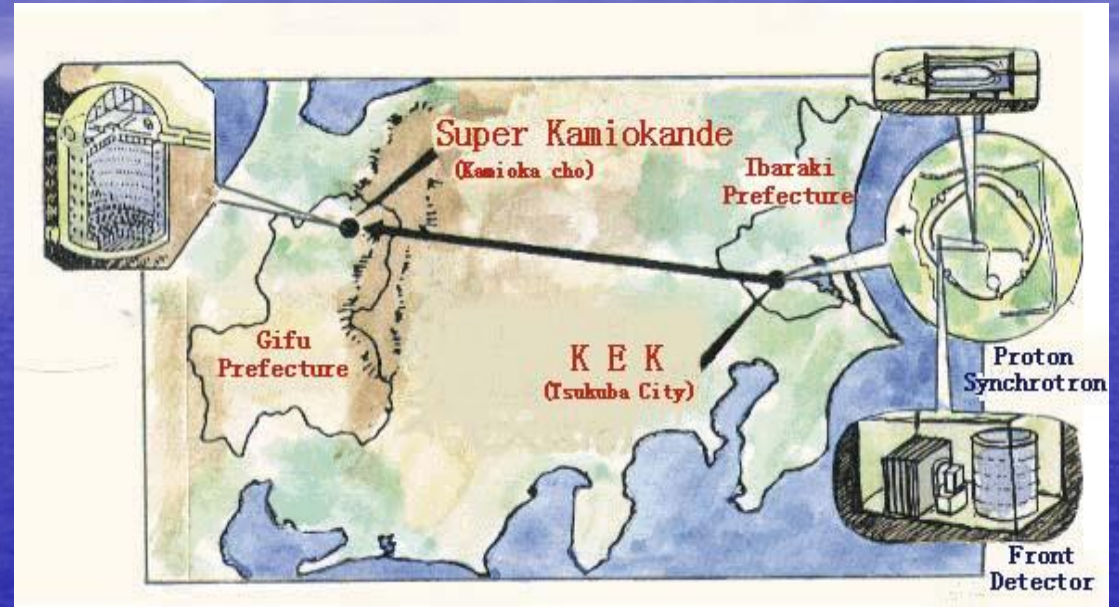 Super Kamiokande
(Kamioka cho)
Ibaraki
Prefecture
Gifu
Prefecture
K E K
(Tsukuba City)
Proton
Synchrotron
Front
Detector